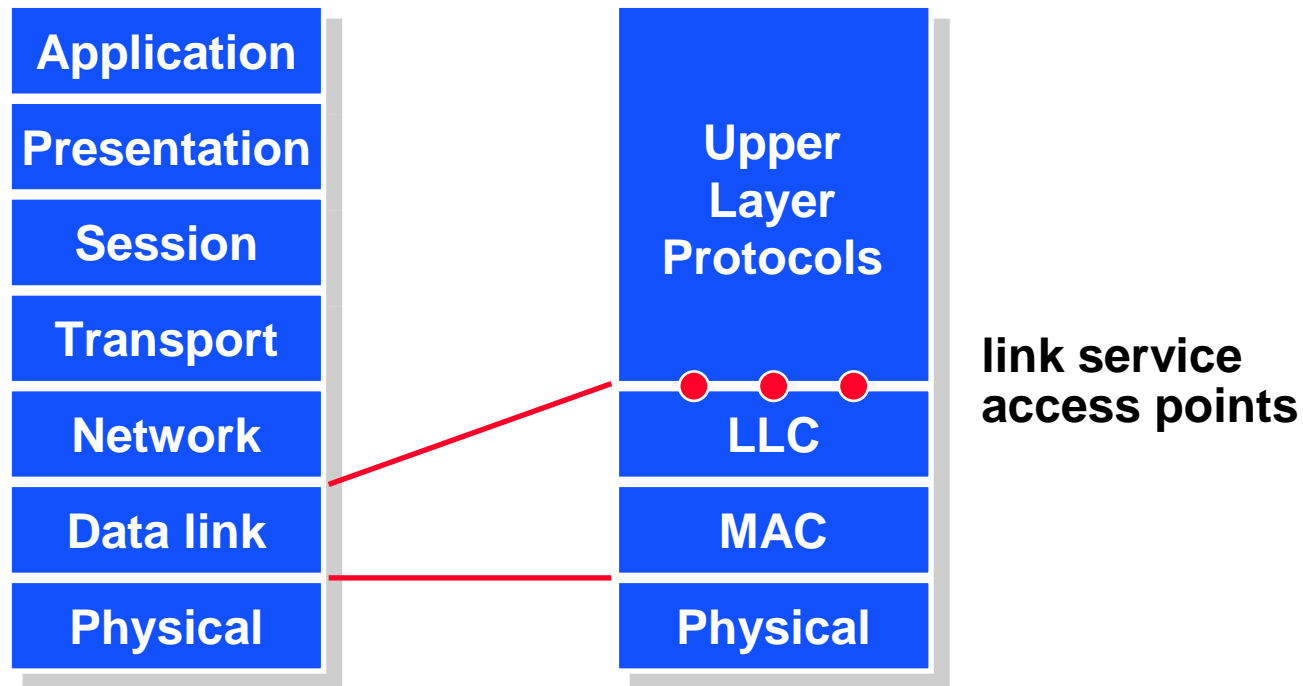 Application
Presentation
Session
Transport
Network
Data link
Physical
Upper
Layer
Protocols
LLC
MAC
Physical
link service
access points